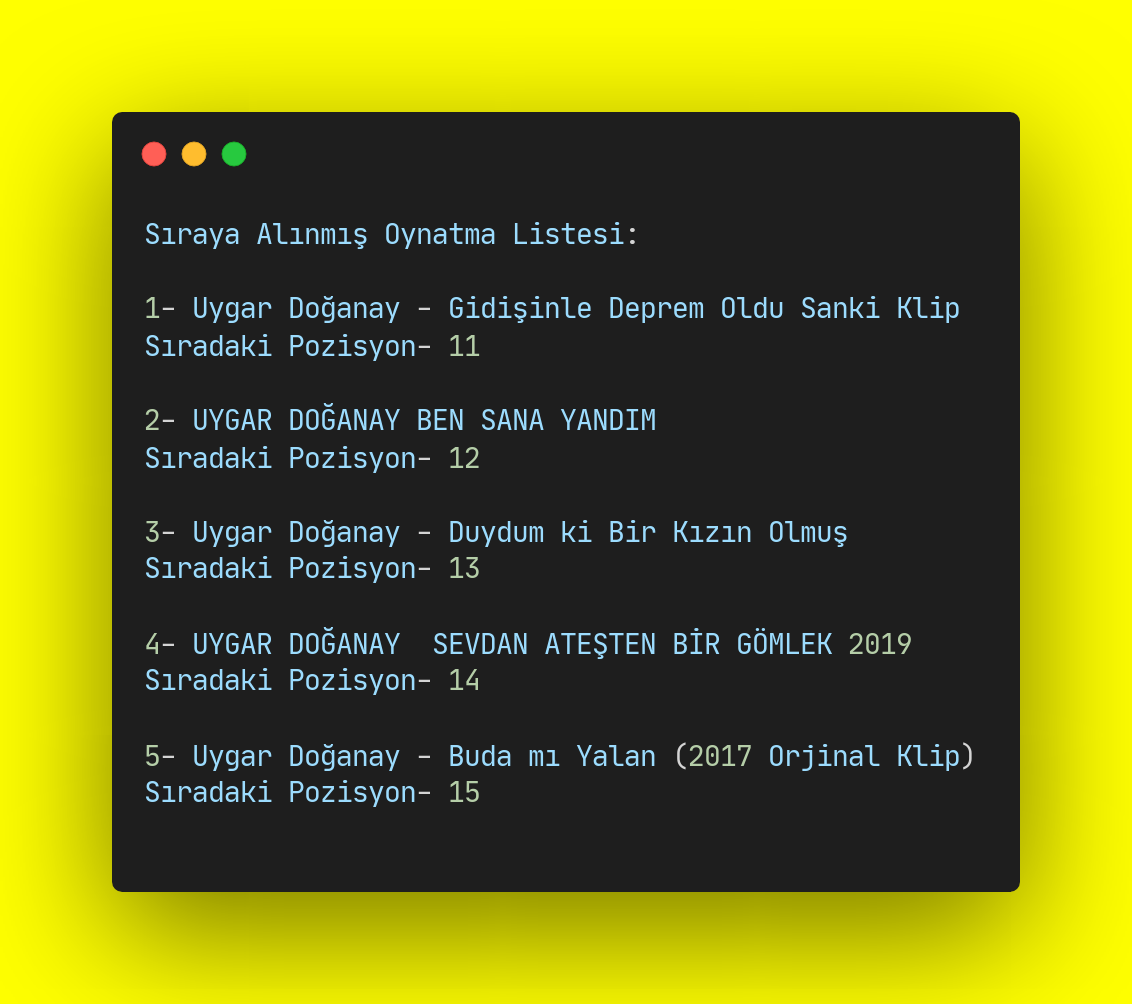 Sıraya Alınmış Oynatma Listesi:
1- Uygar Doğanay - Gidişinle Deprem Oldu Sanki Klip
Sıradaki Pozisyon- 11
2- UYGAR DOĞANAY BEN SANA YANDIM
Sıradaki Pozisyon- 12
3- Uygar Doğanay - Duydum ki Bir Kızın Olmuş
Sıradaki Pozisyon- 13
4- UYGAR DOĞANAY  SEVDAN ATEŞTEN BİR GÖMLEK 2019
Sıradaki Pozisyon- 14
5- Uygar Doğanay - Buda mı Yalan (2017 Orjinal Klip)
Sıradaki Pozisyon- 15